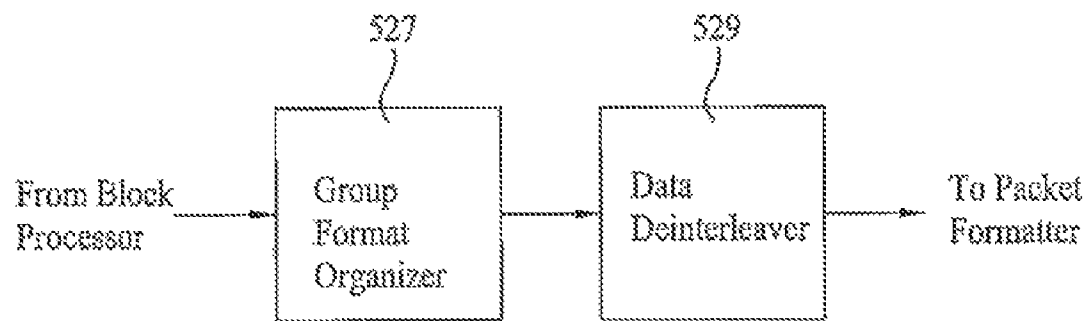 527
529
From Block
Processor
Group
Format
Organizer
Data
Deinterleaver
To Packet
Formatter